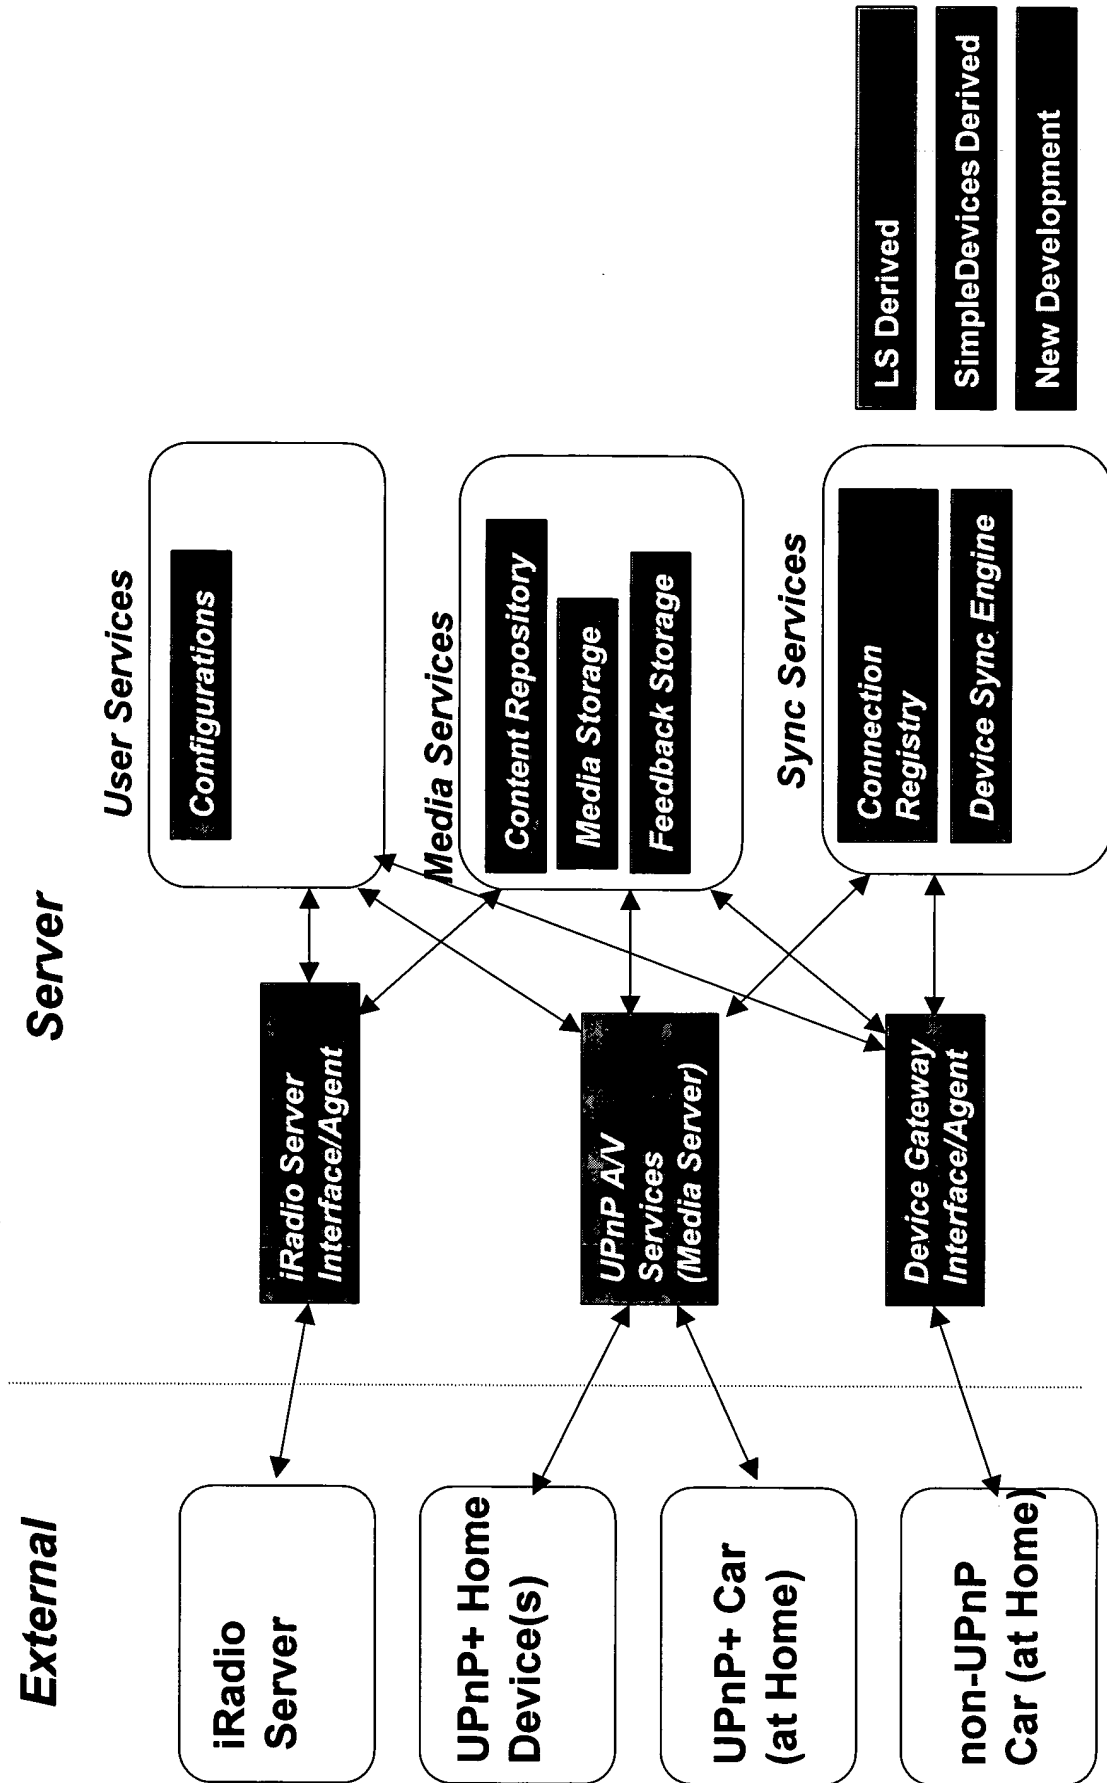 External
Server
iRadio
Server
UPnP+ Home
Device(s)
UPnP+ Car
(at Home)
non-UPnP
Car (at Home)
iRadio Server
Interface/Agent
UPnP A/V
Services
(Media Server)
Device Gateway
Interface/Agent
User Services
Configurations
Media Services
Content Repository
Media Storage
Feedback Storage
Sync Services
Connection
Registry
Device Sync Engine
LS Derived
SimpleDevices Derived
New Development